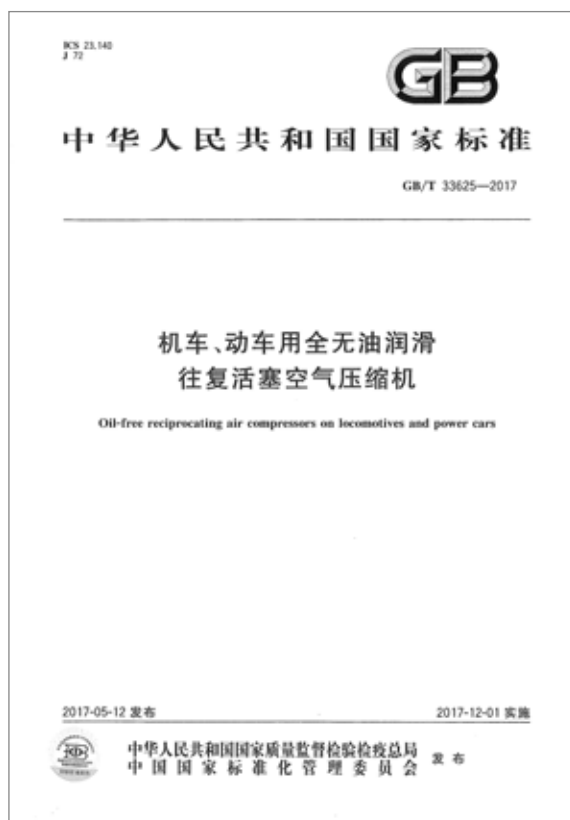 ICS 23.140
J 72
GB
中华人民共和国国家标准
GB/T 33625—2017
机车、动车用全无油润滑
往复活塞空气压缩机
Oil-free reciprocating air compressors on locomotives and power cars
2017-05-12 发布
2017-12-01 实施
中华人民共和国国家质量监督检验检疫总局
中国国家标准化管理委员会
发布